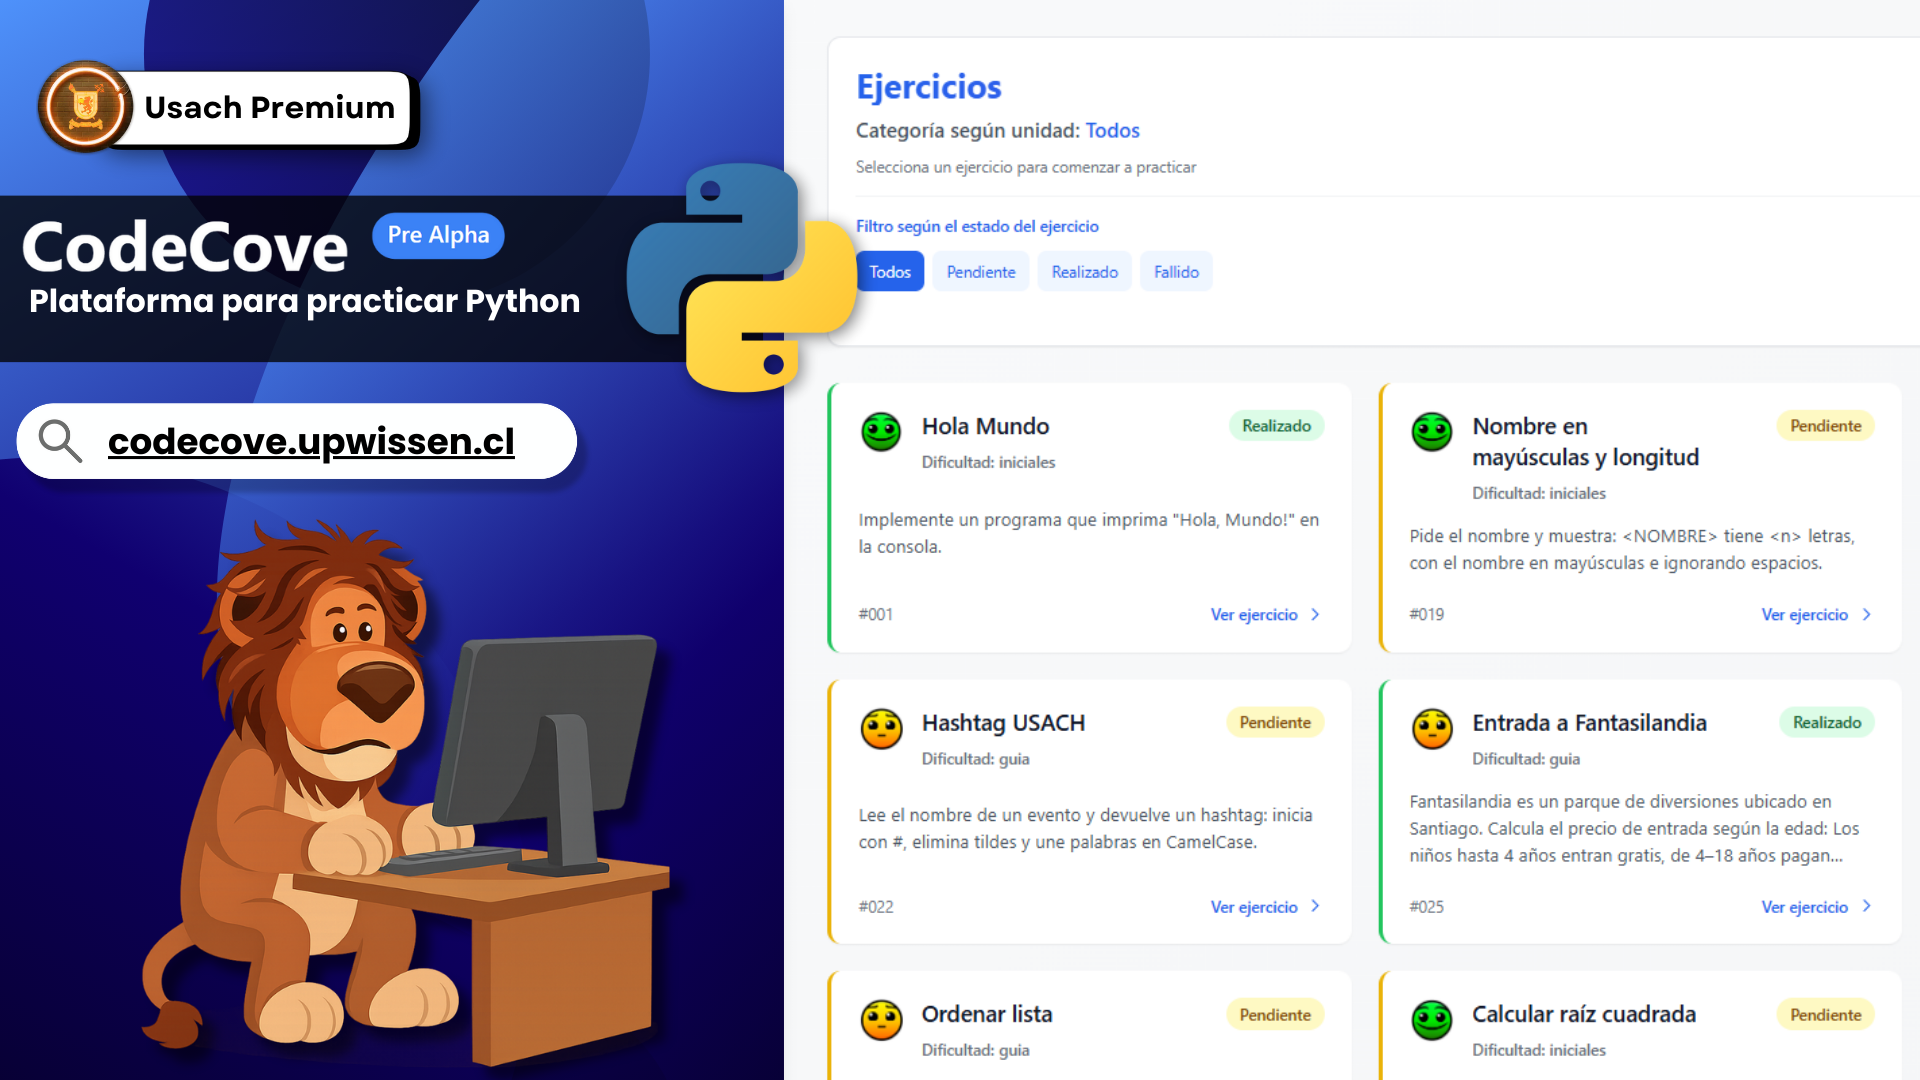 Usach Premium
CodeCove
Pre Alpha
Plataforma para practicar Python
codecove.upwissen.cl
Ejercicios
Categoría según unidad: Todos
Selecciona un ejercicio para comenzar a practicar
Filtro según el estado del ejercicio
Todos
Pendiente
Realizado
Fallido
Hola Mundo
Realizado
Dificultad: iniciales
Implemente un programa que imprima "Hola, Mundo!" en
la consola.
#001
Ver ejercicio
Nombre en
mayúsculas y longitud
Pendiente
Dificultad: iniciales
Pide el nombre y muestra: <NOMBRE> tiene <n> letras,
con el nombre en mayúsculas e ignorando espacios.
#019
Ver ejercicio
Hashtag USACH
Pendiente
Dificultad: guia
Lee el nombre de un evento y devuelve un hashtag: inicia
con #, elimina tildes y une palabras en CamelCase.
#022
Ver ejercicio
Entrada a Fantasilandia
Realizado
Dificultad: guia
Fantasilandia es un parque de diversiones ubicado en
Santiago. Calcula el precio de entrada según la edad: Los
niños hasta 4 años entran gratis, de 4–18 años pagan...
#025
Ver ejercicio
Ordenar lista
Pendiente
Dificultad: guia
Calcular raíz cuadrada
Pendiente
Dificultad: iniciales